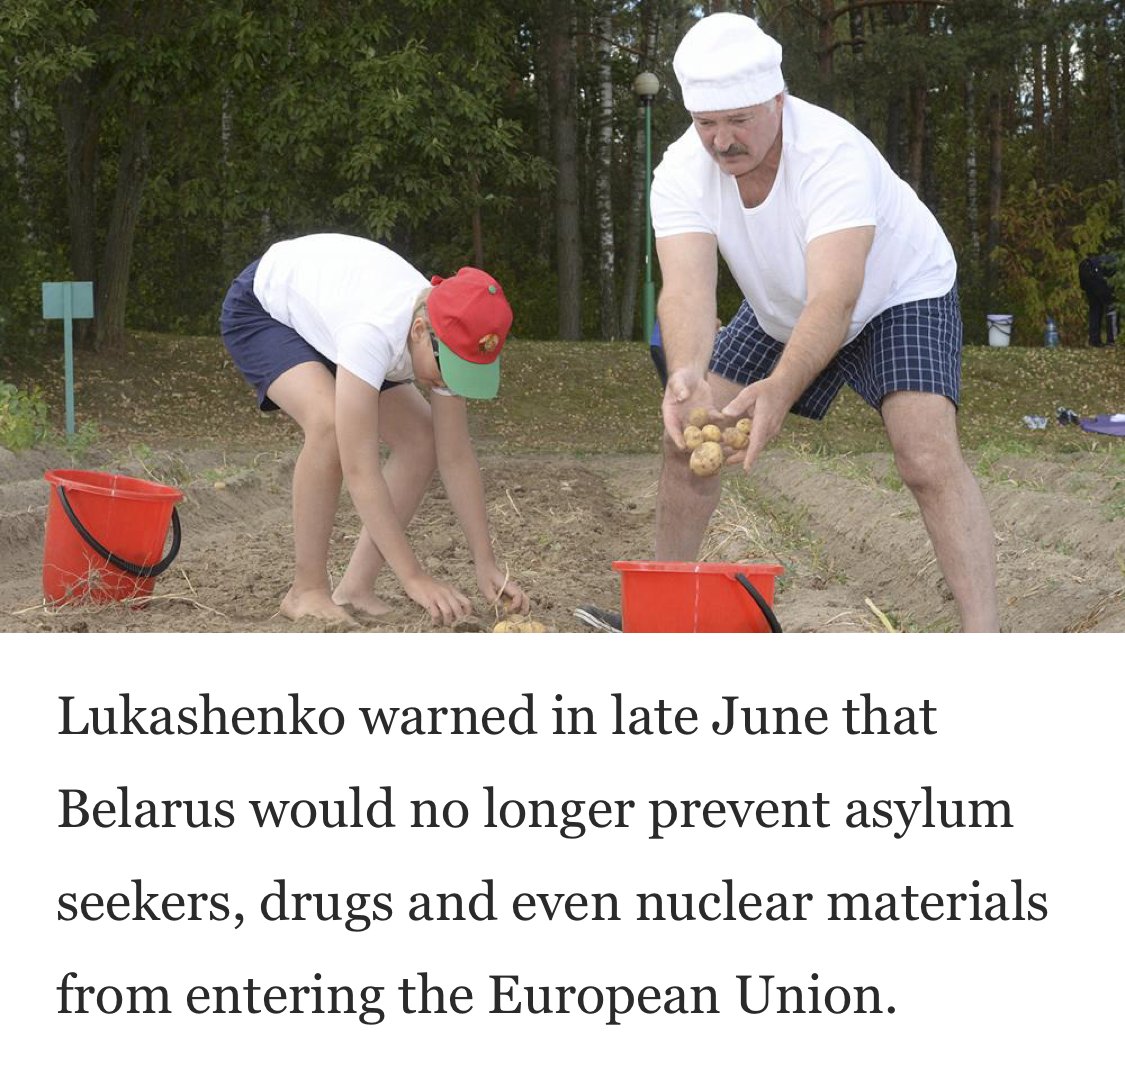 Lukashenko warned in late June that
Belarus would no longer prevent asylum
seekers, drugs and even nuclear materials
from entering the European Union.